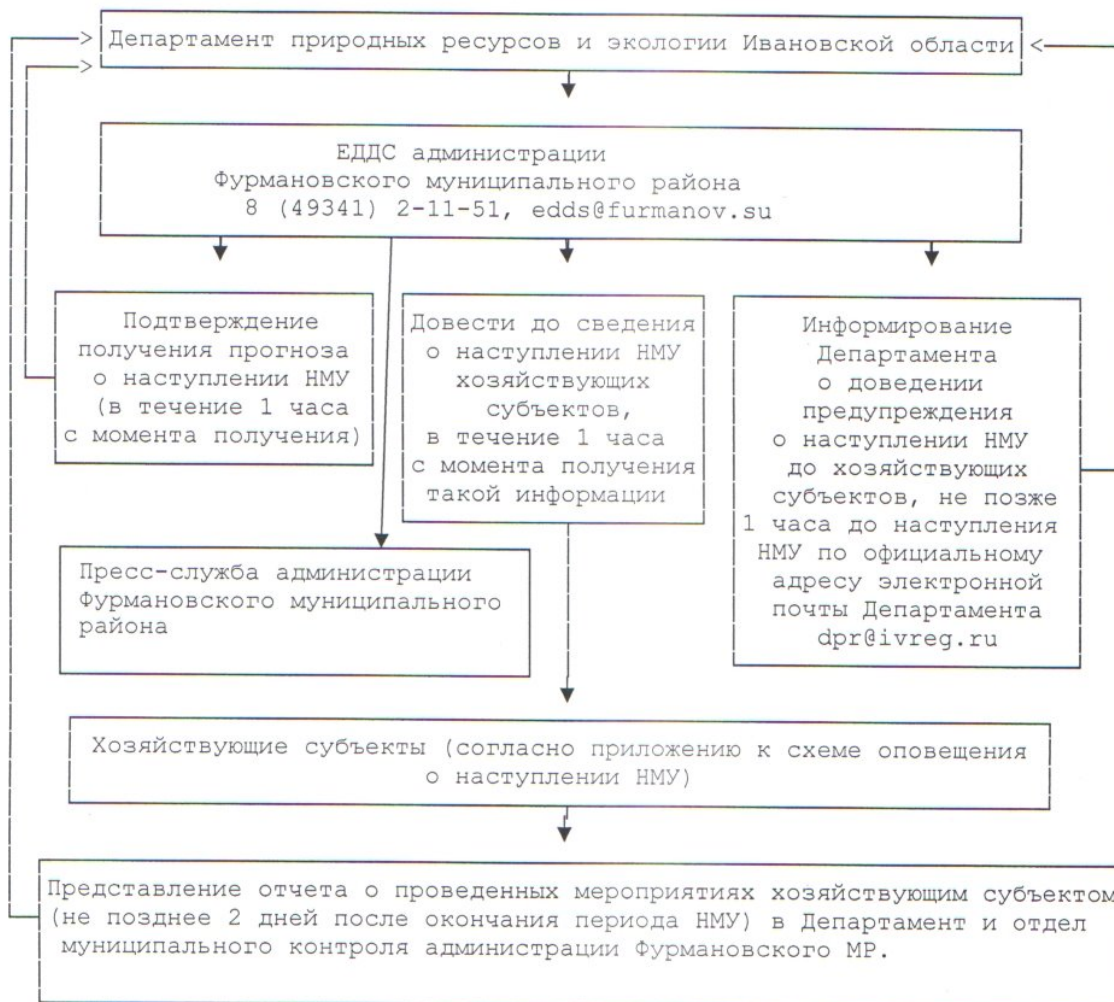 Департамент природных ресурсов и экологии Ивановской области
ЕДДС администрации
Фурмановского муниципального района
8 (49341) 2-11-51, edds@furmanov.su
Подтверждение
получения прогноза
о наступлении НМУ
(в течение 1 часа
с момента получения)
Довести до сведения
о наступлении НМУ
хозяйствующих
субъектов,
в течение 1 часа
с момента получения
такой информации
Информирование
Департамента
о доведении
предупреждения
о наступлении НМУ
до хозяйствующих
субъектов, не позже
1 часа до наступления
НМУ по официальному
адресу электронной
почты Департамента
dpr@ivreg.ru
Пресс-служба администрации
Фурмановского муниципального
района
Хозяйствующие субъекты (согласно приложению к схеме оповещения
о наступлении НМУ)
Представление отчета о проведенных мероприятиях хозяйствующим субъектом
(не позднее 2 дней после окончания периода НМУ) в Департамент и отдел
муниципального контроля администрации Фурмановского МР.